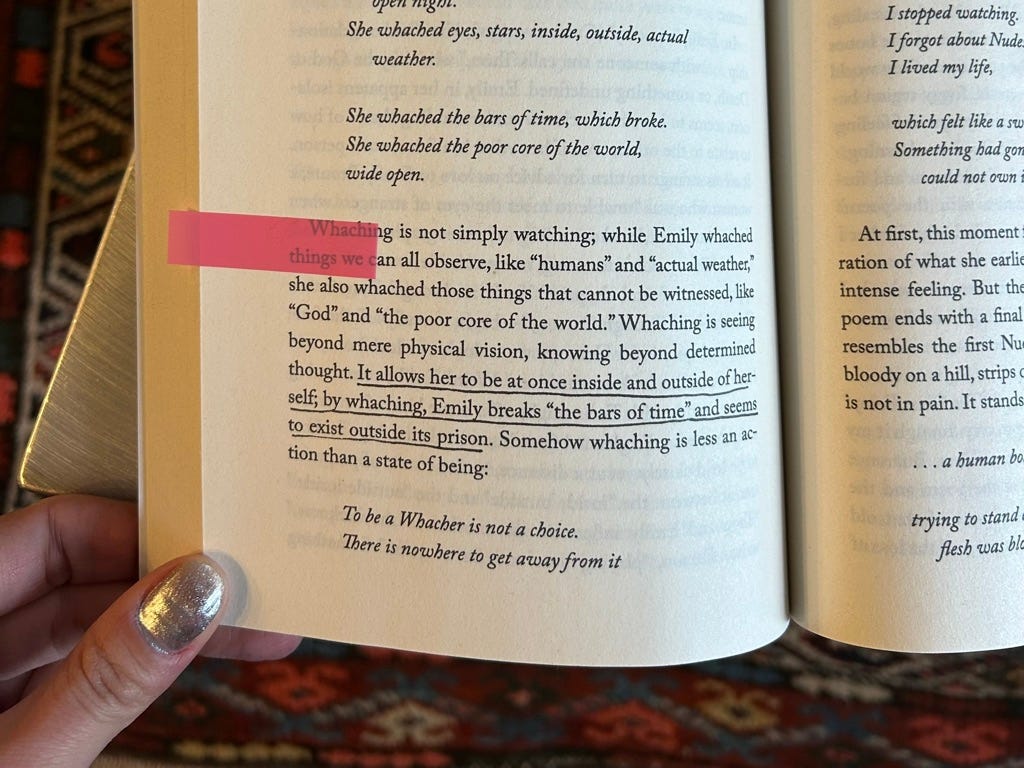 open night.
She whached eyes, stars, inside, outside, actual
weather.
She whached the bars of time, which broke.
She whached the poor core of the world,
wide open.
Whaching is not simply watching; while Emily whached
things we can all observe, like “humans” and “actual weather,”
she also whached those things that cannot be witnessed, like
“God” and “the poor core of the world.” Whaching is seeing
beyond mere physical vision, knowing beyond determined
thought. It allows her to be at once inside and outside of her-
self; by whaching, Emily breaks “the bars of time” and seems
to exist outside its prison. Somehow whaching is less an ac-
tion than a state of being:
To be a Whacher is not a choice.
There is nowhere to get away from it
I stopped watching.
I forgot about
I lived my life,
which felt like a
Something had
could not own
At first, this moment
ration of what she
intense feeling. But
poem ends with a final
resembles the first
bloody on a hill, strips
is not in pain. It stands
. . . a human
trying to stand
flesh was